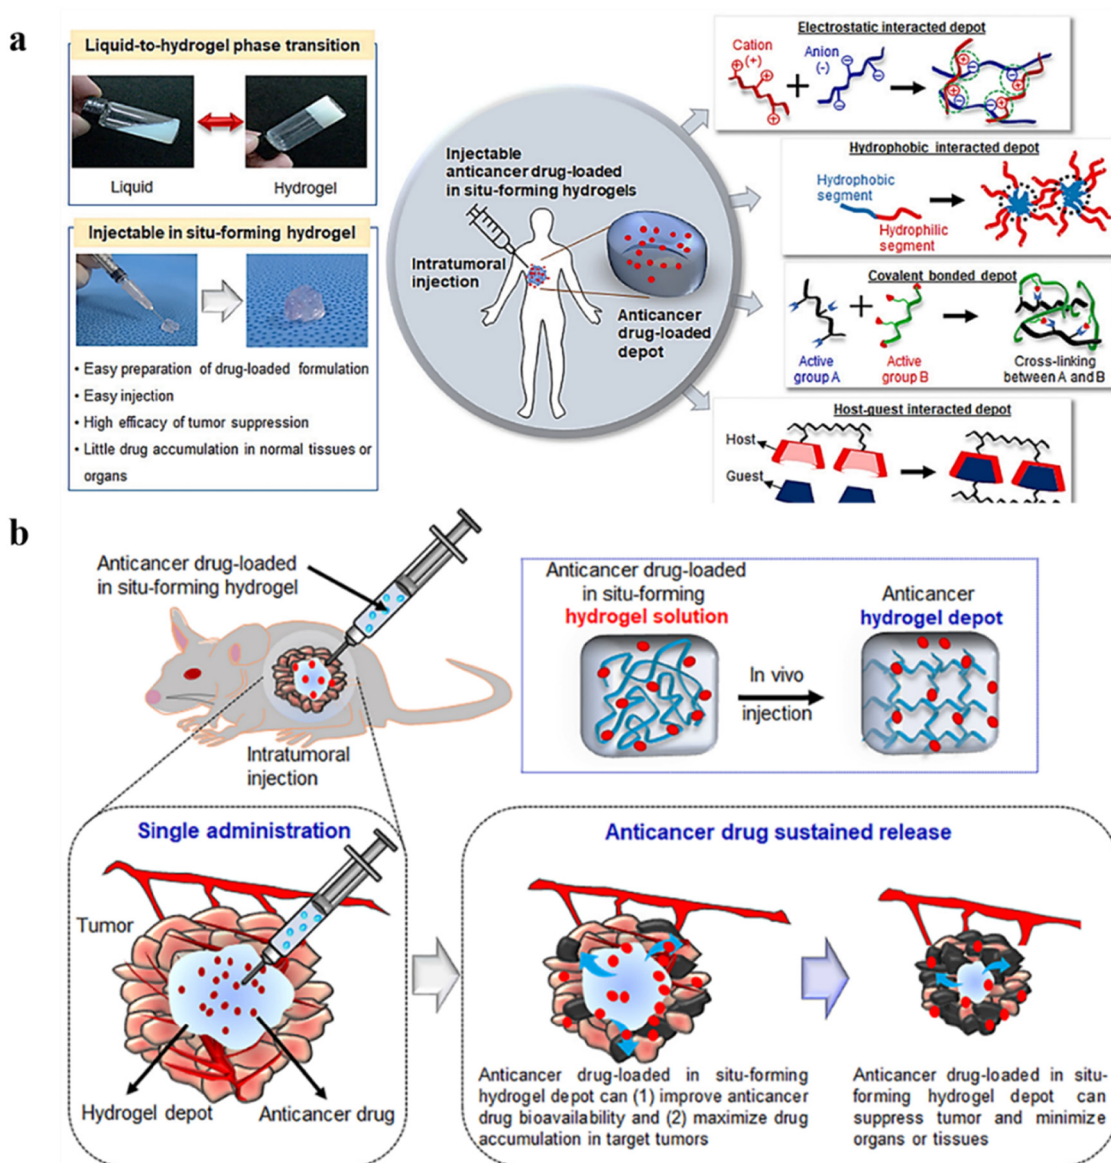 a
Liquid-to-hydrogel phase transition
Liquid
Hydrogel
Injectable in situ-forming hydrogel
• Easy preparation of drug-loaded formulation
• Easy injection
• High efficacy of tumor suppression
• Little drug accumulation in normal tissues or
organs
Injectable
anticancer drug-loaded
in situ-forming hydrogels
Intratumoral
injection
Anticancer
drug-loaded
depot
Electrostatic interacted depot
Cation
(+)
Anion
(-)
Hydrophobic interacted depot
Hydrophobic
segment
Hydrophilic
segment
Covalent bonded depot
Active
group A
Active
group B
Cross-linking
between A and B
Host-guest interacted depot
Host
Guest
b
Anticancer drug-loaded
in situ-forming hydrogel
Intratumoral
injection
Anticancer drug-loaded
in situ-forming
hydrogel solution
In vivo
injection
Anticancer
hydrogel depot
Single administration
Tumor
Hydrogel depot
Anticancer drug
Anticancer drug sustained release
Anticancer drug-loaded in situ-forming
hydrogel depot can (1) improve anticancer
drug bioavailability and (2) maximize drug
accumulation in target tumors
Anticancer drug-loaded in situ-
forming hydrogel depot can
suppress tumor and minimize
organs or tissues